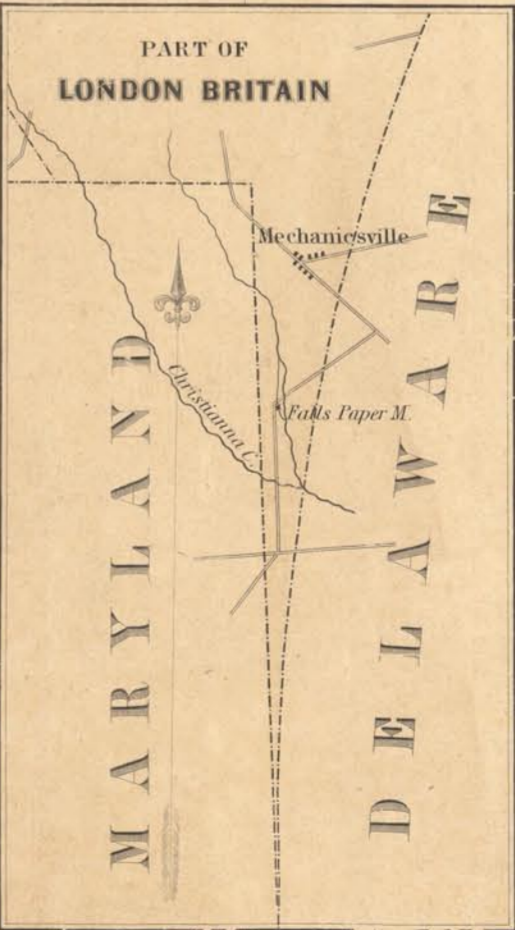 PART OF
LONDON BRITAIN
Mechanicsville
Christianna C.
Falls Paper M.
MARYLAND
DELAWARE